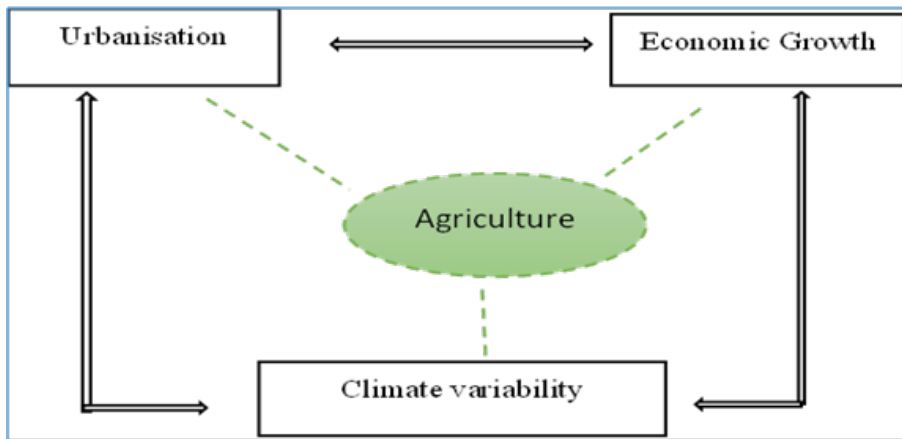 Urbanisation
Economic Growth
Agriculture
Climate variability